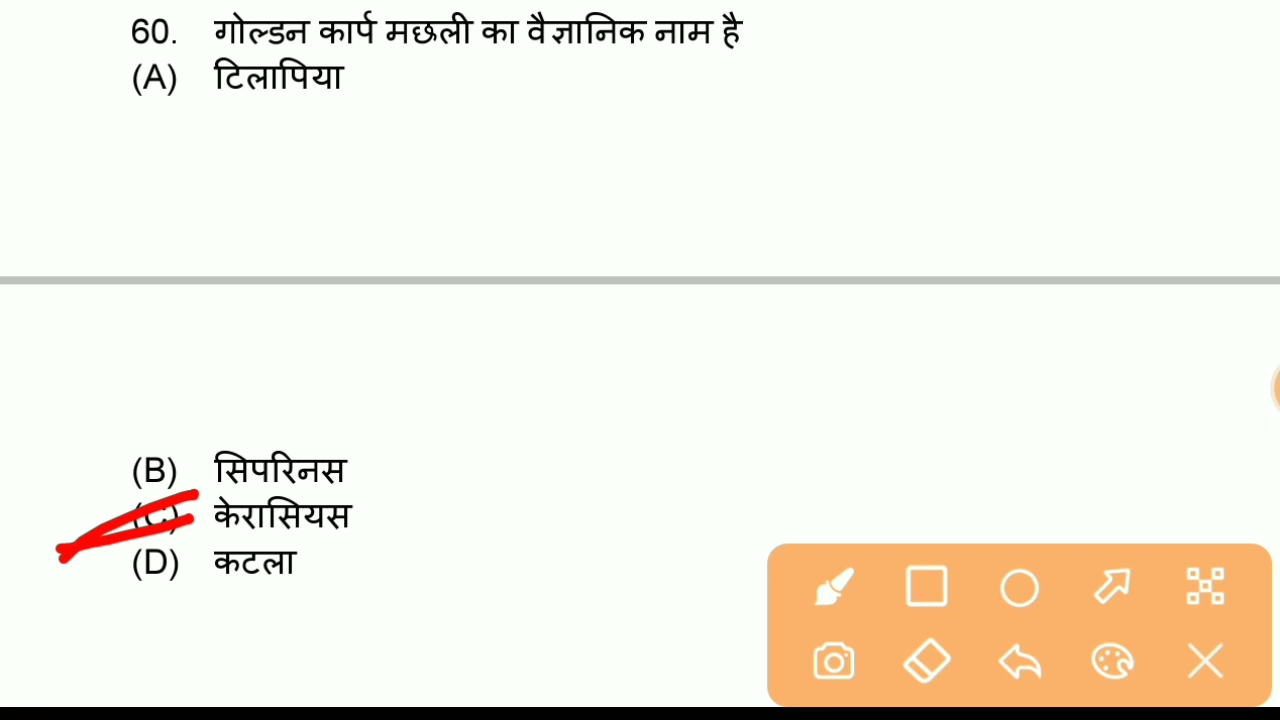 60. गोल्डन कार्प मछली का वैज्ञानिक नाम है
(A) टिलापिया
(B) सिपरिनस
(C) केरासियस
(D) कटला